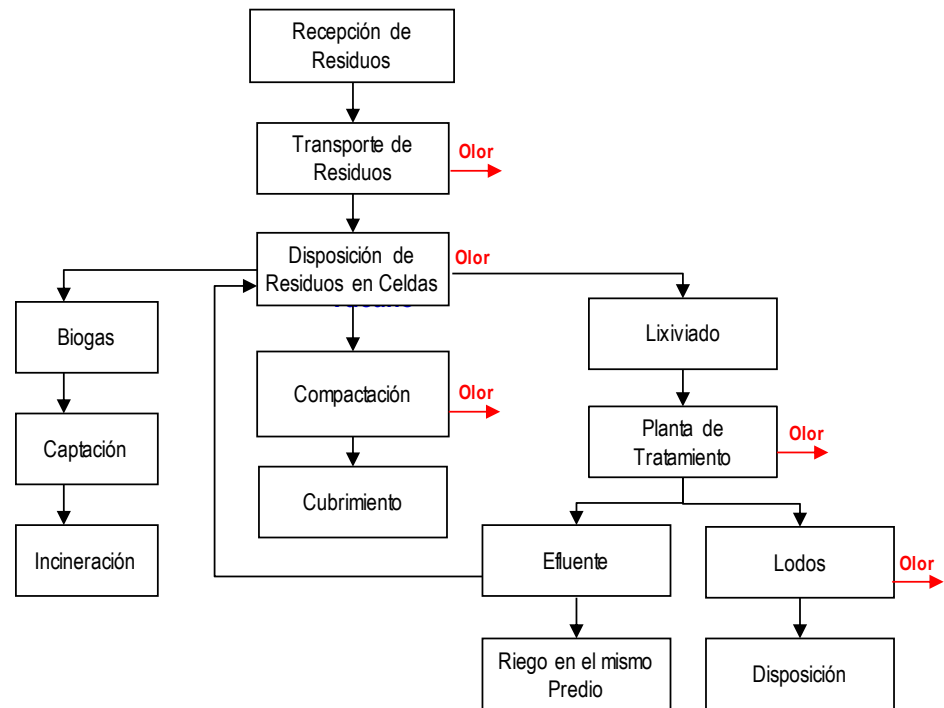 Recepción de
Residuos
Transporte de
Residuos
Olor
Disposición de
Residuos en Celdas
Olor
Biogas
Lixiviado
Compactación
Olor
Captación
Planta de
Tratamiento
Olor
Cubrimiento
Incineración
Efluente
Lodos
Olor
Riego en el mismo
Predio
Disposición